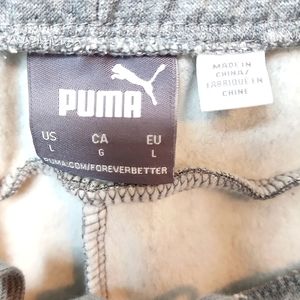 PUMA
US CA EU
L G L
PUMA.COM/FOREVERBETTER
MADE IN
CHINA/
FABRIQUÉ EN
CHINE